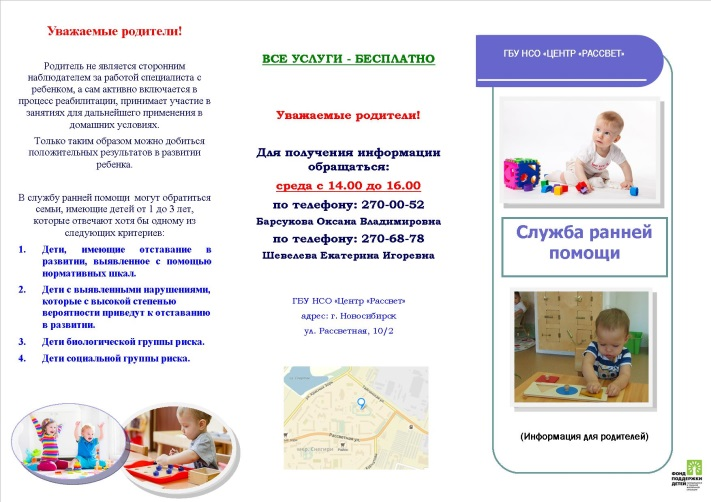 Уважаемые родители!
Родитель не является сторонним
наблюдателем за работой специалиста с
ребенком, а сам активно включается в
процесс реабилитации, принимает участие в
занятиях для дальнейшего применения в
домашних условиях.
Только таким образом можно добиться
положительных результатов в развитии
ребенка.
В службу ранней помощи могут обратиться
семьи, имеющие детей от 1 до 3 лет,
которые отвечают хотя бы одному из
следующих критериев:
1. Дети, имеющие отставание в
развитии, выявленное с помощью
нормативных шкал.
2. Дети с выявленными нарушениями,
которые с высокой степенью
вероятности приведут к отставанию
в развитии.
3. Дети биологической группы риска.
4. Дети социальной группы риска.
ВСЕ УСЛУГИ - БЕСПЛАТНО
Уважаемые родители!
Для получения информации
обращаться:
среда с 14.00 до 16.00
по телефону: 270-00-52
Барсукова Оксана Владимировна
по телефону: 270-68-78
Шевелева Екатерина Игоревна
ГБУ НСО «Центр «Рассвет»
адрес: г. Новосибирск
ул. Рассветная, 10/2
ГБУ НСО «ЦЕНТР «РАССВЕТ»
Служба ранней
помощи
(Информация для родителей)
ФОНД
ПОДДЕРЖКИ
ДЕТЕЙ